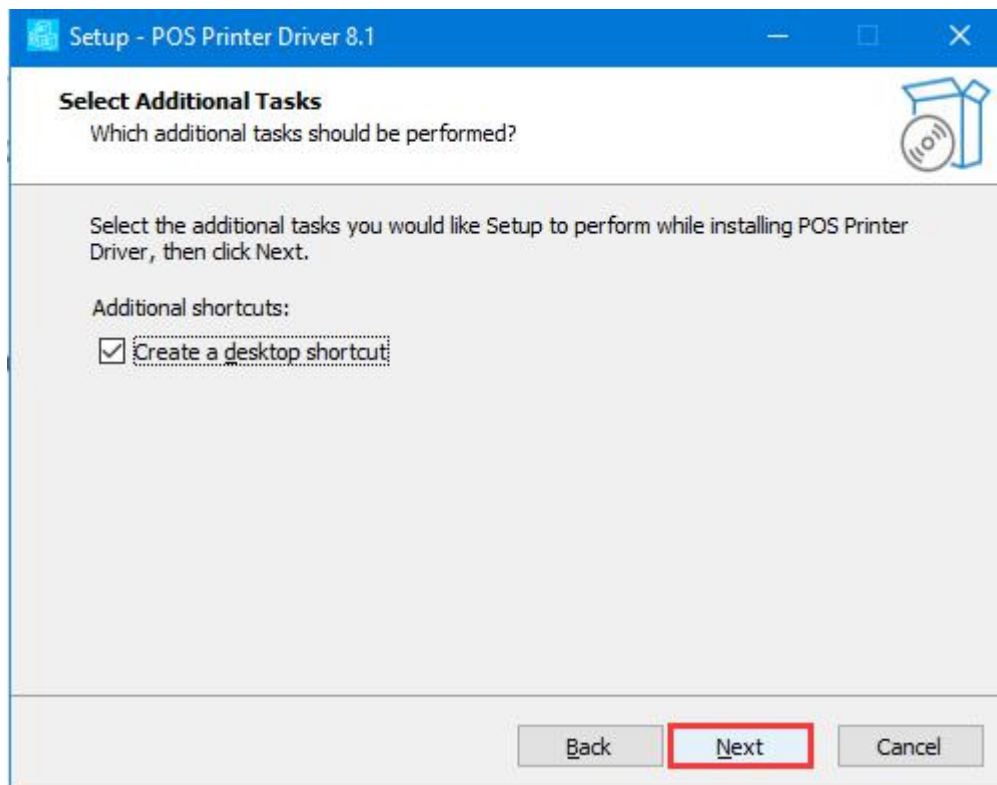 Setup - POS Printer Driver 8.1
Select Additional Tasks
Which additional tasks should be performed?
Select the additional tasks you would like Setup to perform while installing POS Printer
Driver, then click Next.
Additional shortcuts:
Create a desktop shortcut
Back
Next
Cancel